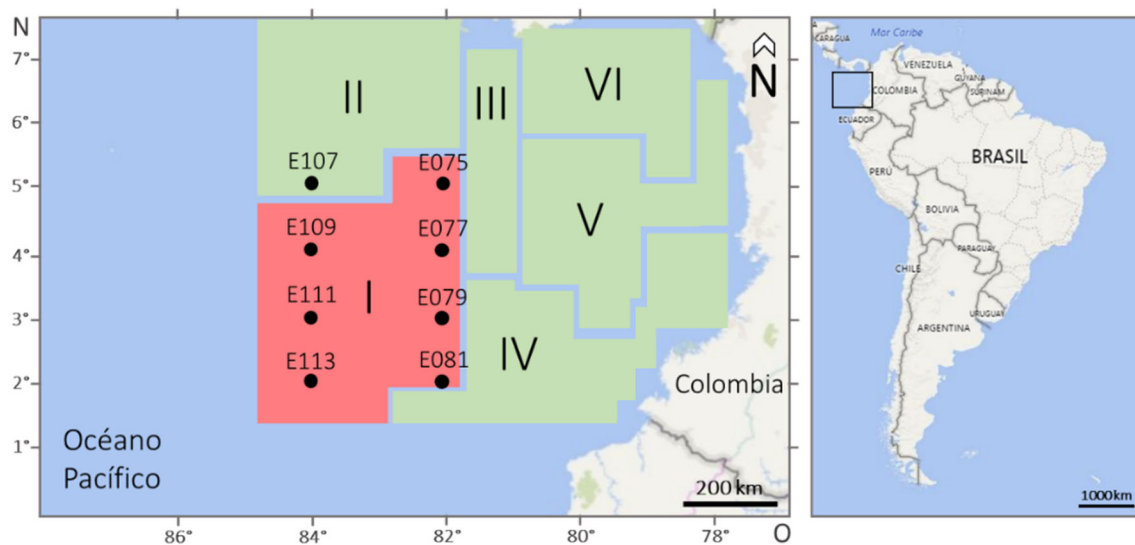 N
7°
6°
5°
4°
3°
2°
1°
II
III
VI
N
E107
E075
E109
E077
V
E111
I
E079
E113
E081
IV
Colombia
Océano
Pacífico
200 km
86°
84°
82°
80°
78°
O
Mar Caribe
CARAGUA
VENEZUELA
GUYANA
SURINAM
COLOMBIA
ECUADOR
PERÚ
BRASIL
BOLIVIA
PARAGUAY
CHILE
URUGUAY
ARGENTINA
1000km